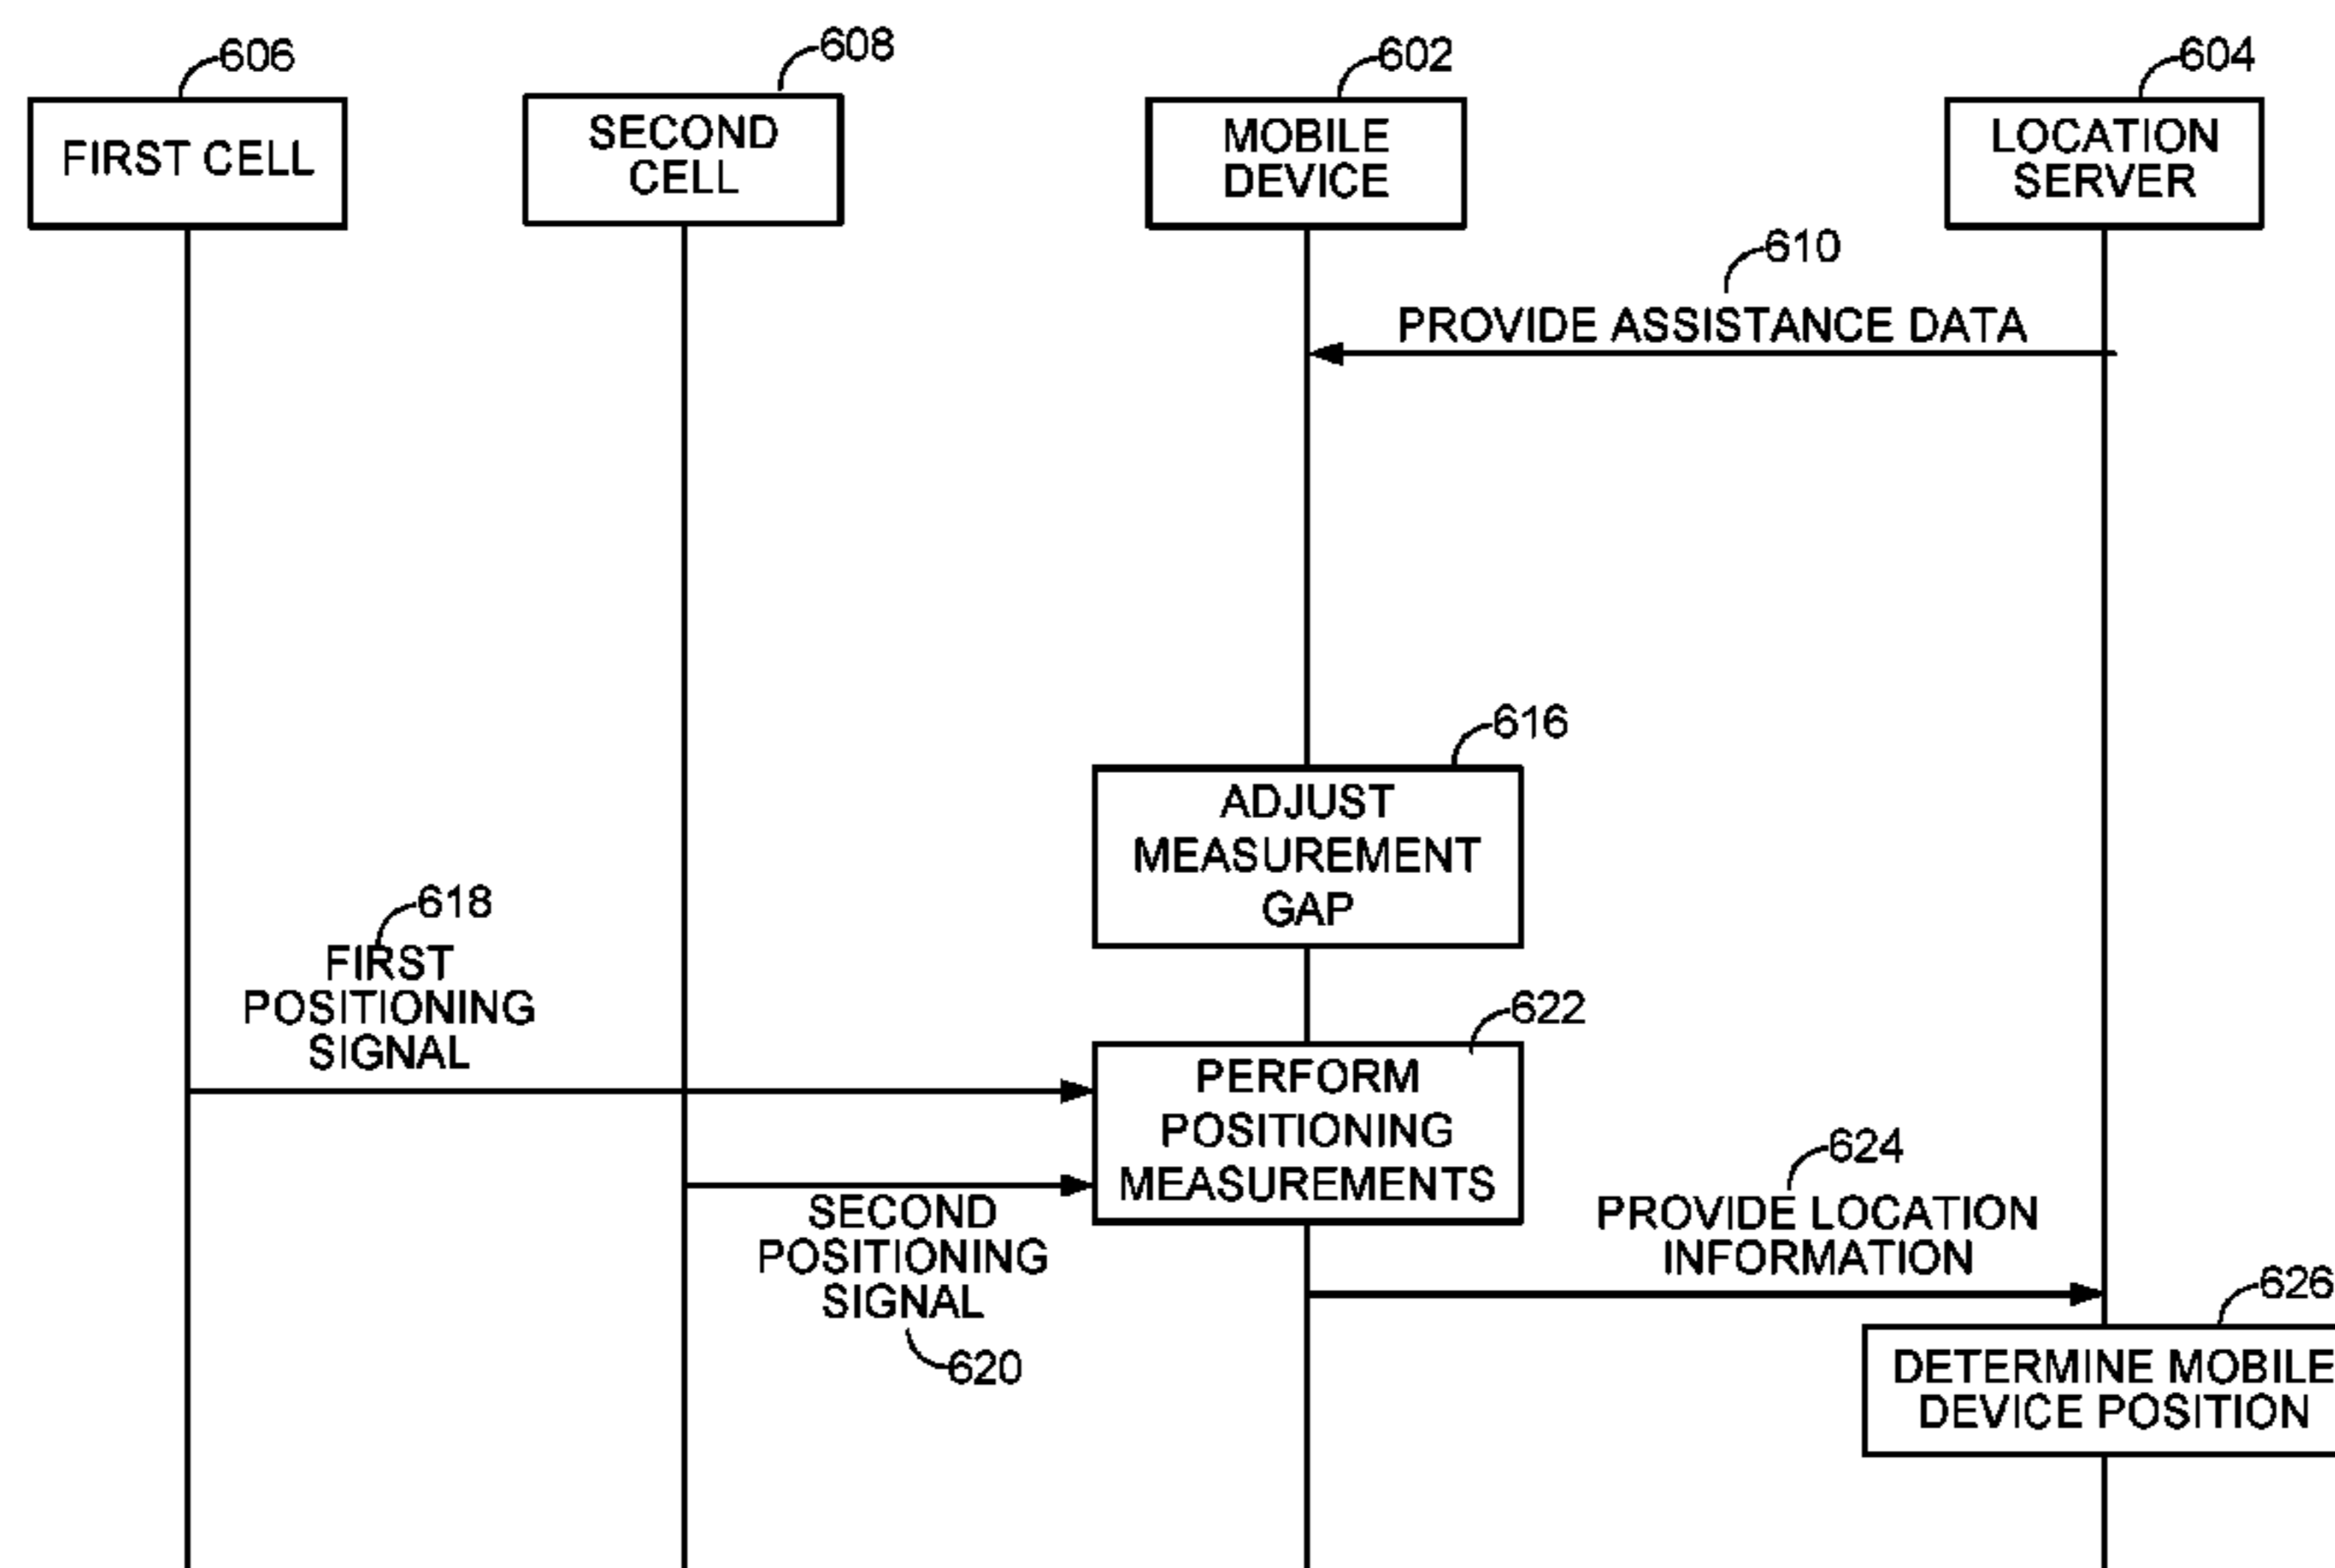 606
608
602
604
FIRST CELL
SECOND
CELL
MOBILE
DEVICE
LOCATION
SERVER
610
PROVIDE ASSISTANCE DATA
616
ADJUST
MEASUREMENT
GAP
618
FIRST
POSITIONING
SIGNAL
622
PERFORM
POSITIONING
MEASUREMENTS
SECOND
POSITIONING
SIGNAL
620
624
PROVIDE LOCATION
INFORMATION
626
DETERMINE MOBILE
DEVICE POSITION